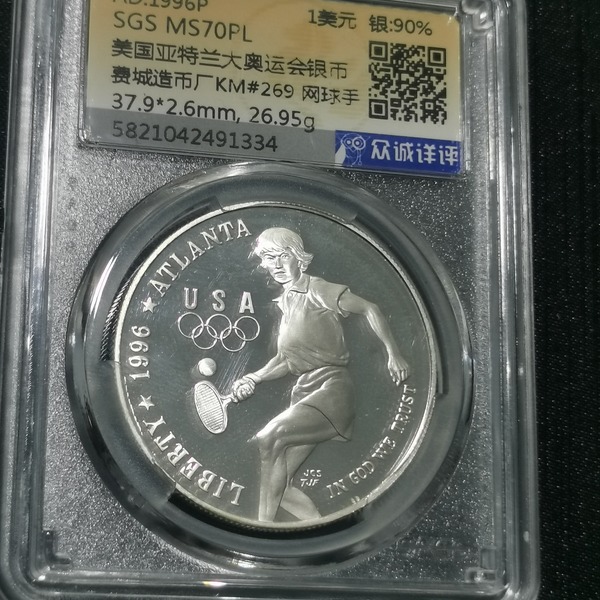 AD.1996P
SGS MS70PL
1美元 银:90%
美国亚特兰大奥运会银币
费城造币厂KM#269 网球手
37.9*2.6mm, 26.95g
5821042491334
众诚详评
LIBERTY ★ 1996 ★ ATLANTA
USA
JCS
TJF
IN GOD WE TRUST